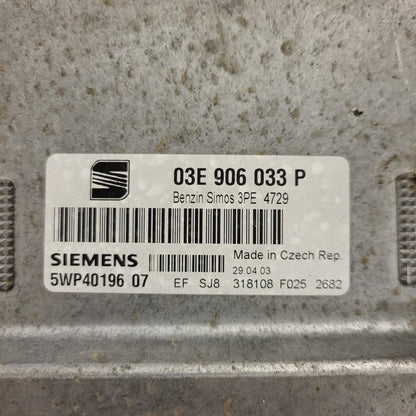 03E 906 033 P
Benzin Simos 3PE 4729
SIEMENS
Made in Czech Rep.
29.04.03
5WP40196 07
EF SJ8 318108 F025 2682